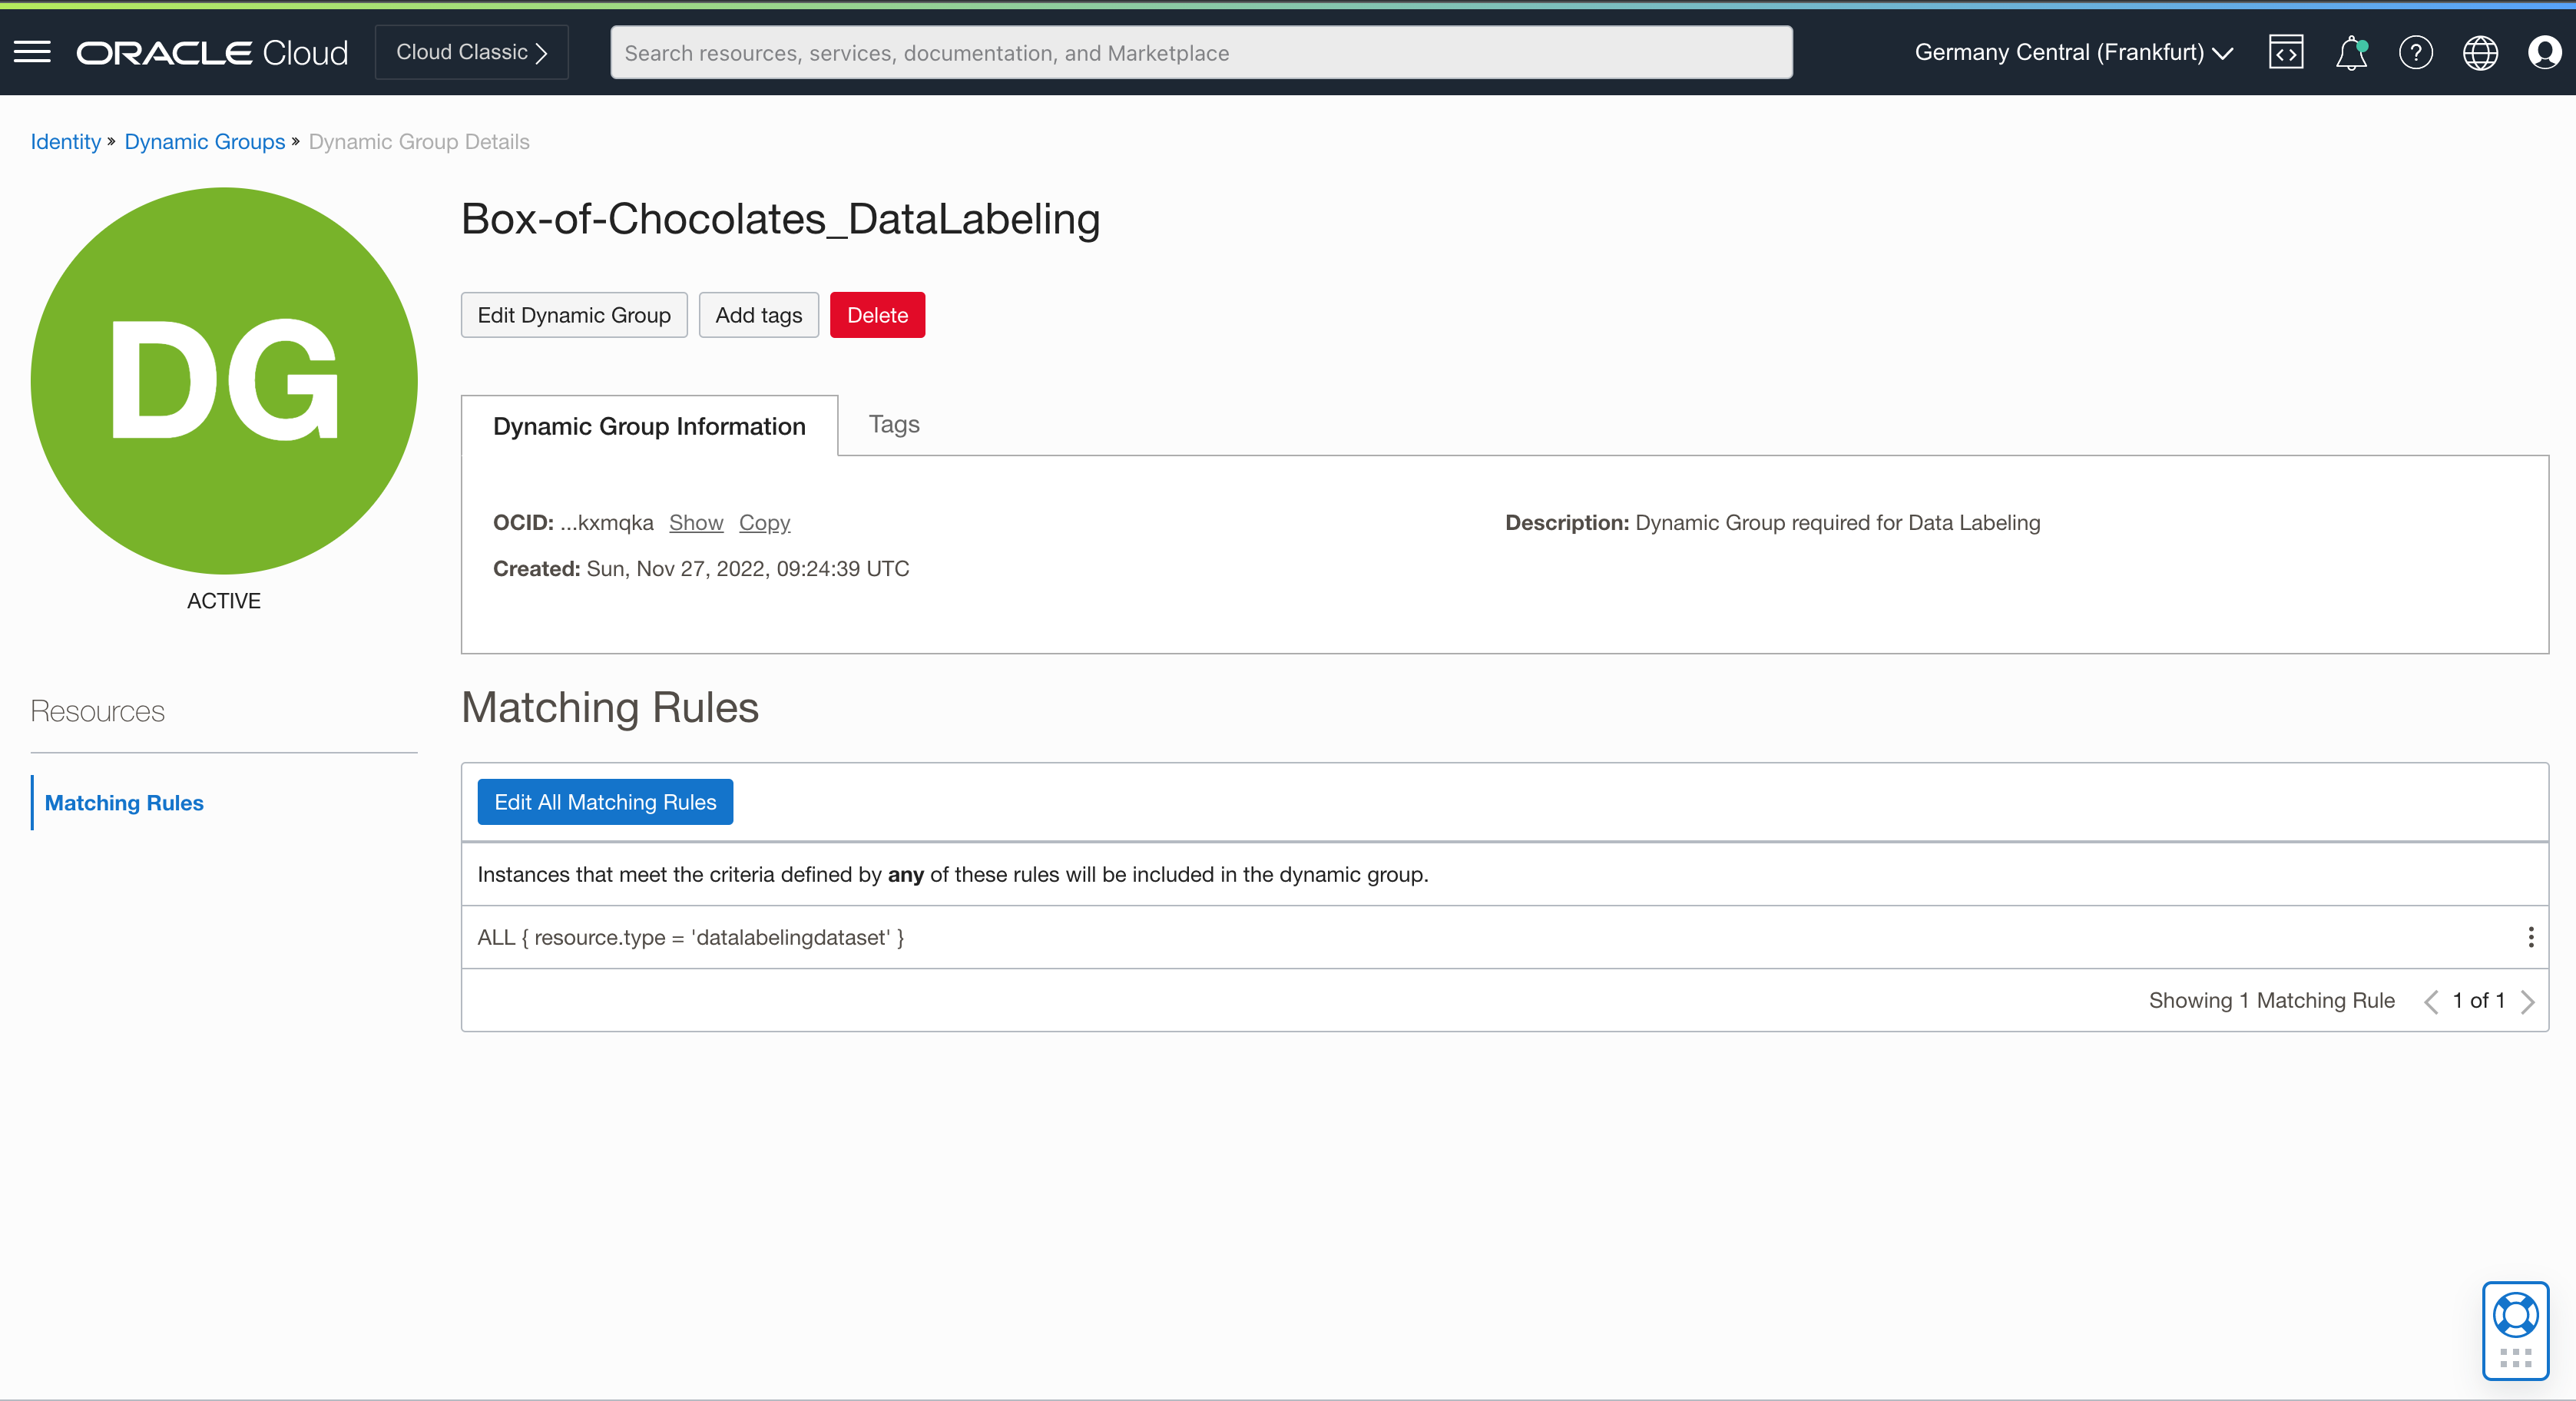 ORACLE Cloud
Cloud Classic
Search resources, services, documentation, and Marketplace
Germany Central (Frankfurt)
Identity » Dynamic Groups » Dynamic Group Details
DG
ACTIVE
Box-of-Chocolates_DataLabeling
Edit Dynamic Group Add tags Delete
Dynamic Group Information Tags
OCID: ...kxmqka Show Copy
Description: Dynamic Group required for Data Labeling
Created: Sun, Nov 27, 2022, 09:24:39 UTC
Resources
Matching Rules
Matching Rules
Edit All Matching Rules
Instances that meet the criteria defined by any of these rules will be included in the dynamic group.
ALL { resource.type = 'datalabelingdataset' }
Showing 1 Matching Rule 1 of 1